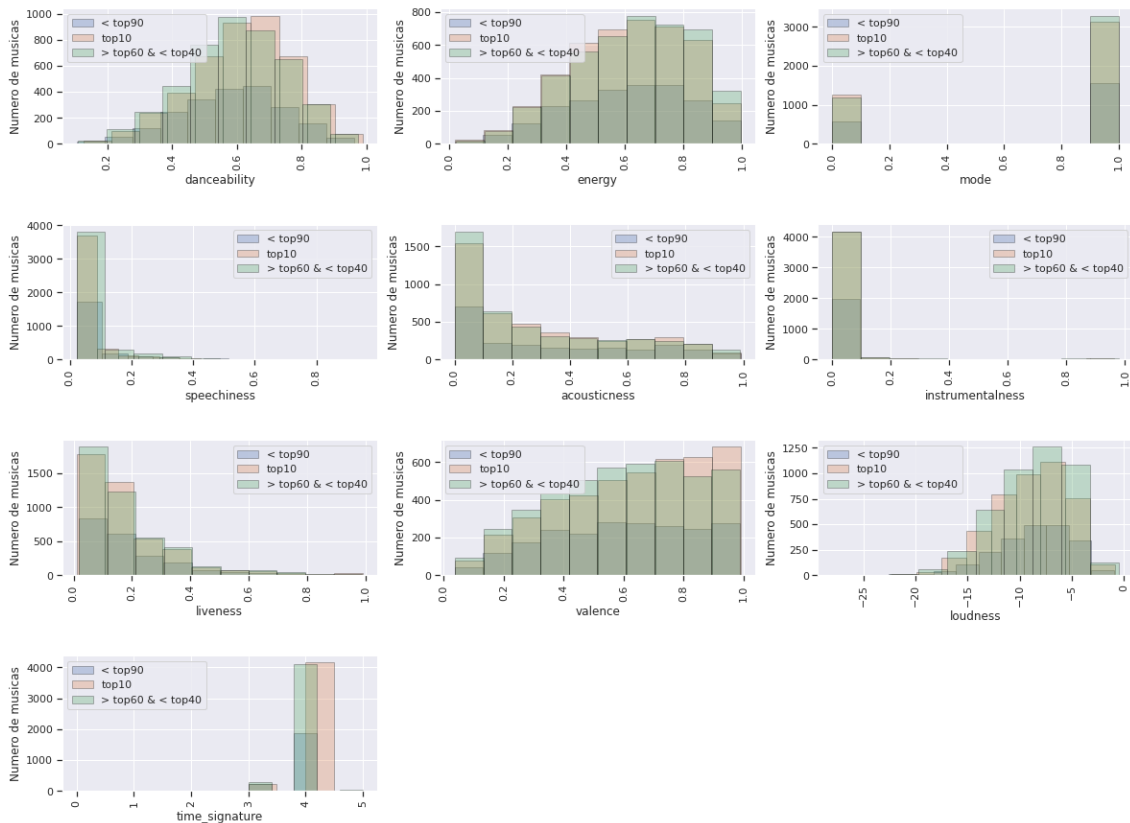 Numero de musicas
1000
800
600
400
200
0
< top90
top10
> top60 & < top40
0.2
0.4
0.6
0.8
1.0
danceability
Numero de musicas
800
600
400
200
0
< top90
top10
> top60 & < top40
0.0
0.2
0.4
0.6
0.8
1.0
energy
Numero de musicas
3000
2000
1000
0
< top90
top10
> top60 & < top40
0.0
0.2
0.4
0.6
0.8
1.0
mode
Numero de musicas
4000
3000
2000
1000
0
< top90
top10
> top60 & < top40
0.0
0.2
0.4
0.6
0.8
speechiness
Numero de musicas
1500
1000
500
0
< top90
top10
> top60 & < top40
0.0
0.2
0.4
0.6
0.8
1.0
acousticness
Numero de musicas
4000
3000
2000
1000
0
< top90
top10
> top60 & < top40
0.0
0.2
0.4
0.6
0.8
1.0
instrumentalness
Numero de musicas
1500
1000
500
0
< top90
top10
> top60 & < top40
0.0
0.2
0.4
0.6
0.8
1.0
liveness
Numero de musicas
600
400
200
0
< top90
top10
> top60 & < top40
0.0
0.2
0.4
0.6
0.8
1.0
valence
Numero de musicas
1250
1000
750
500
250
0
< top90
top10
> top60 & < top40
−25
−20
−15
−10
−5
0
loudness
Numero de musicas
4000
3000
2000
1000
0
< top90
top10
> top60 & < top40
0
1
2
3
4
5
time_signature